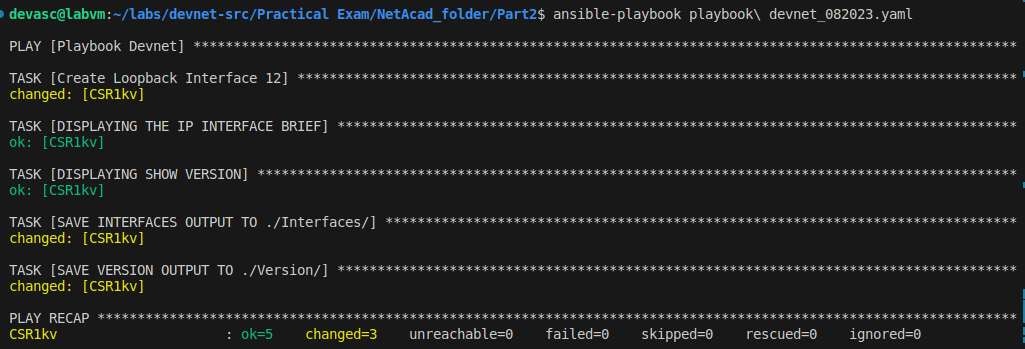 devasc@labvm:~/labs/devnet-src/Practical Exam/NetAcad_folder/Part2$ ansible-playbook playbook\ devnet_082023.yaml
PLAY [Playbook Devnet] *******************************************************************************************************
TASK [Create Loopback Interface 12] ******************************************************************************************
changed: [CSR1kv]
TASK [DISPLAYING THE IP INTERFACE BRIEF] *************************************************************************************
ok: [CSR1kv]
TASK [DISPLAYING SHOW VERSION] ***********************************************************************************************
ok: [CSR1kv]
TASK [SAVE INTERFACES OUTPUT TO ./Interfaces/] *******************************************************************************
changed: [CSR1kv]
TASK [SAVE VERSION OUTPUT TO ./Version/] *************************************************************************************
changed: [CSR1kv]
PLAY RECAP *******************************************************************************************************************
CSR1kv                     : ok=5    changed=3    unreachable=0    failed=0    skipped=0    rescued=0    ignored=0